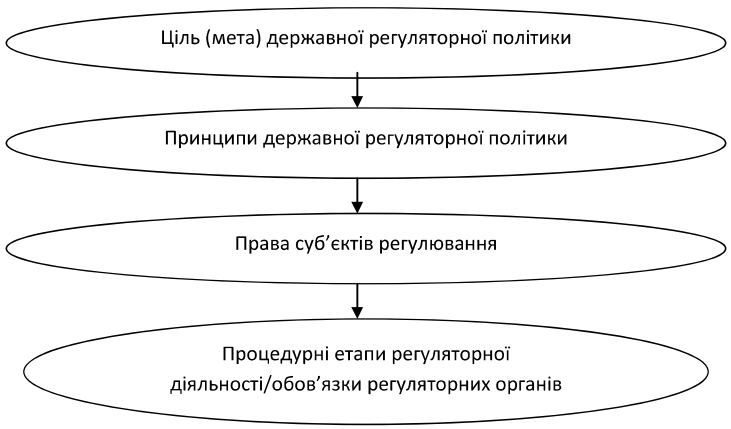 Ціль (мета) державної регуляторної політики
Принципи державної регуляторної політики
Права суб’єктів регулювання
Процедурні етапи регуляторної
діяльності/обов’язки регуляторних органів